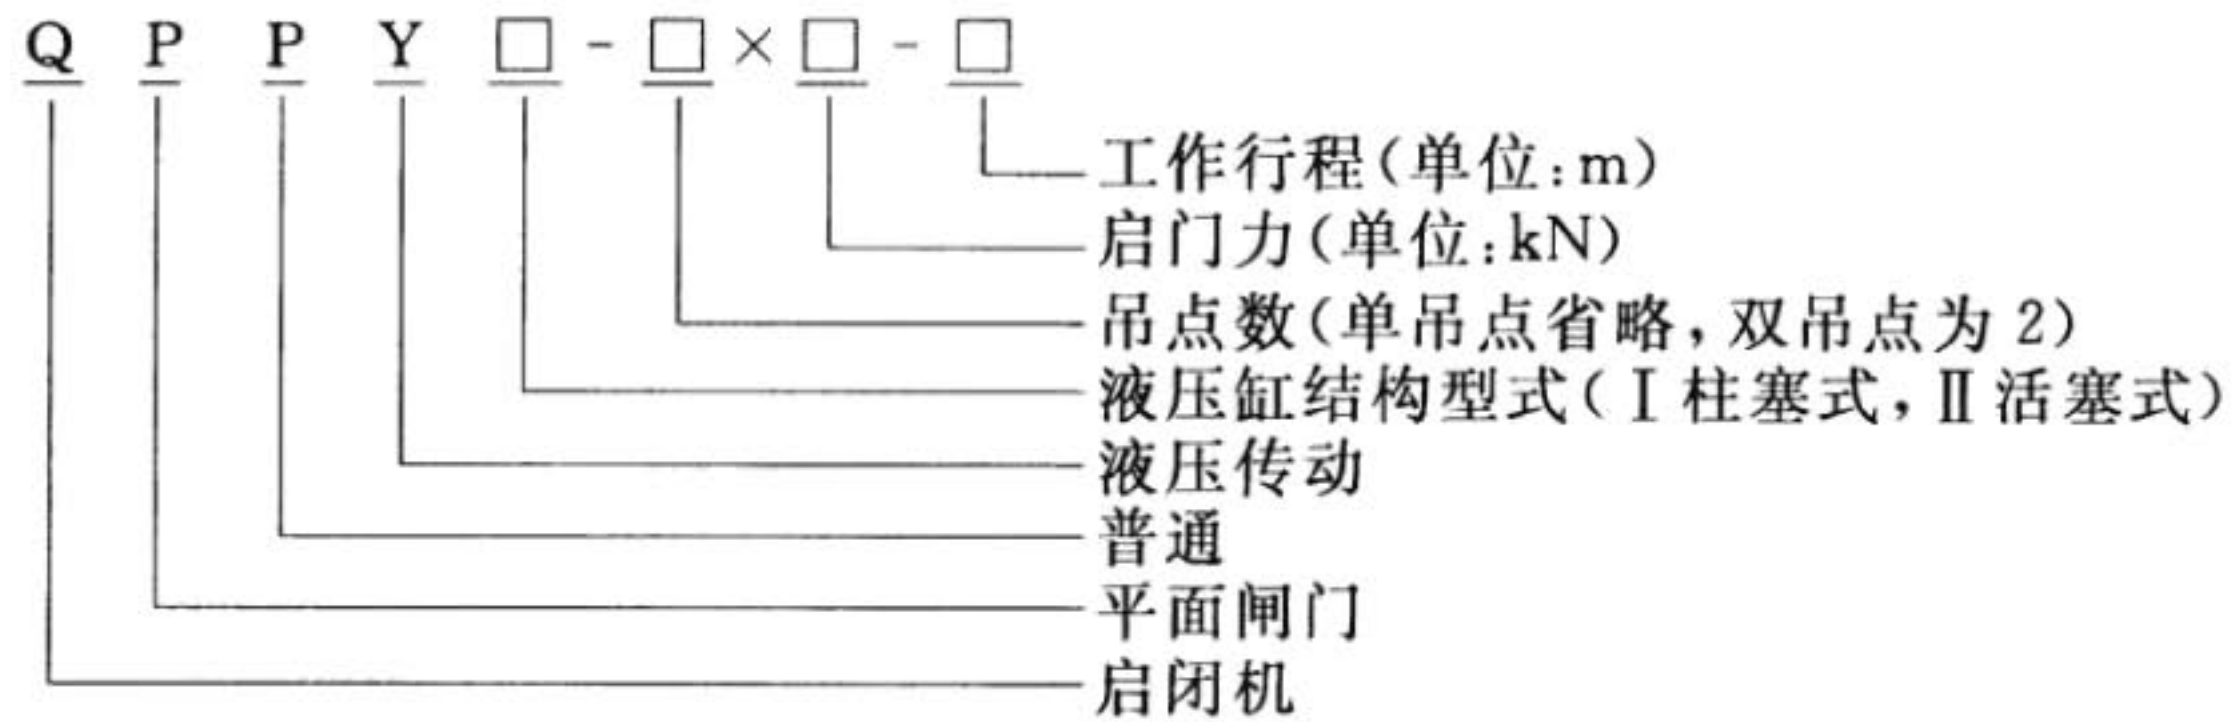 Q P P Y □-□×□-□
工作行程(单位:m)
启门力(单位:kN)
吊点数(单吊点省略,双吊点为2)
液压缸结构型式(Ⅰ柱塞式,Ⅱ活塞式)
液压传动
普通
平面闸门
启闭机